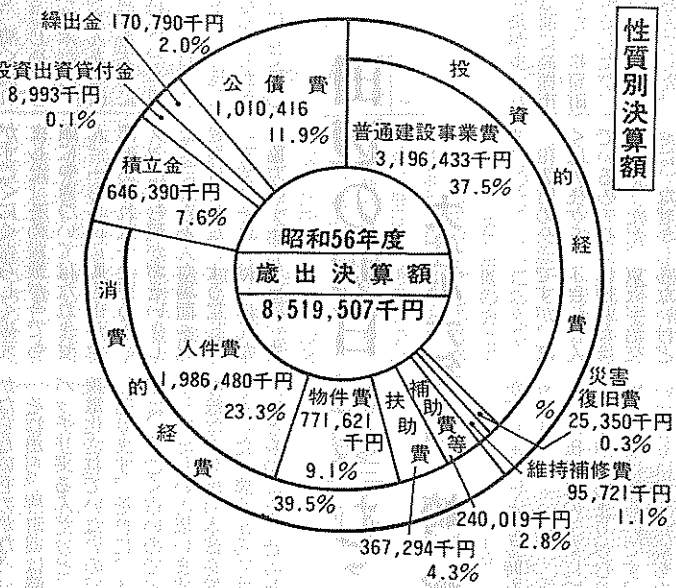 性質別決算額
繰出金 170,790千円
2.0%
投資出資貸付金
8,993千円
0.1%
積立金
646,390千円
7.6%
公債費
1,010,416
11.9%
投資的経費
%
普通建設事業費
3,196,433千円
37.5%
災害
復旧費
25,350千円
0.3%
昭和56年度
歳出決算額
8,519,507千円
消費的経費
39.5%
人件費
1,986,480千円
23.3%
物件費
771,621
千円
9.1%
扶助費
367,294千円
4.3%
補助費等
240,019千円
2.8%
維持補修費
95,721千円
1.1%